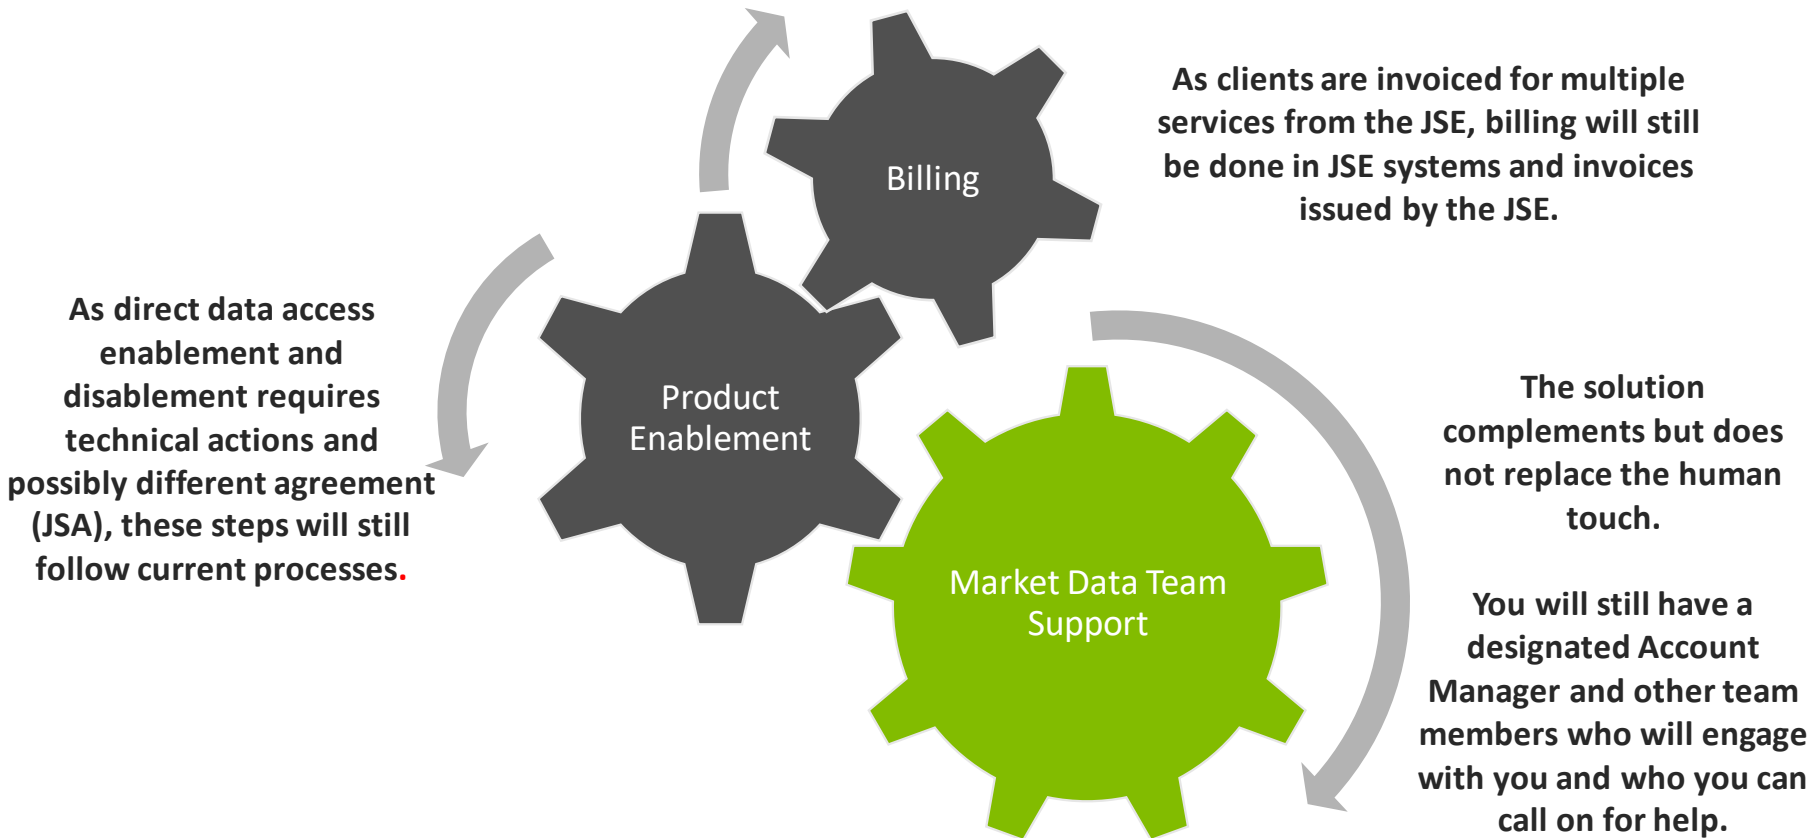 Billing
As clients are invoiced for multiple
services from the JSE, billing will still
be done in JSE systems and invoices
issued by the JSE.
As direct data access
enablement and
disablement requires
technical actions and
possibly different agreement
(JSA), these steps will still
follow current processes.
Product
Enablement
Market Data Team
Support
The solution
complements but does
not replace the human
touch.
You will still have a
designated Account
Manager and other team
members who will engage
with you and who you can
call on for help.